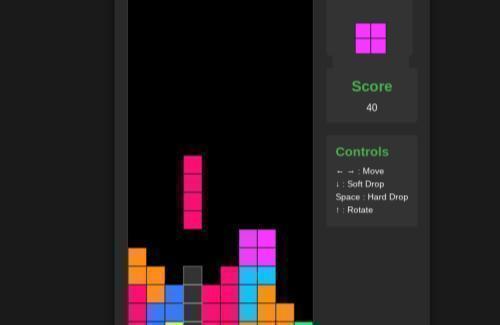 Score
40
Controls
← → : Move
↓ : Soft Drop
Space : Hard Drop
↑ : Rotate